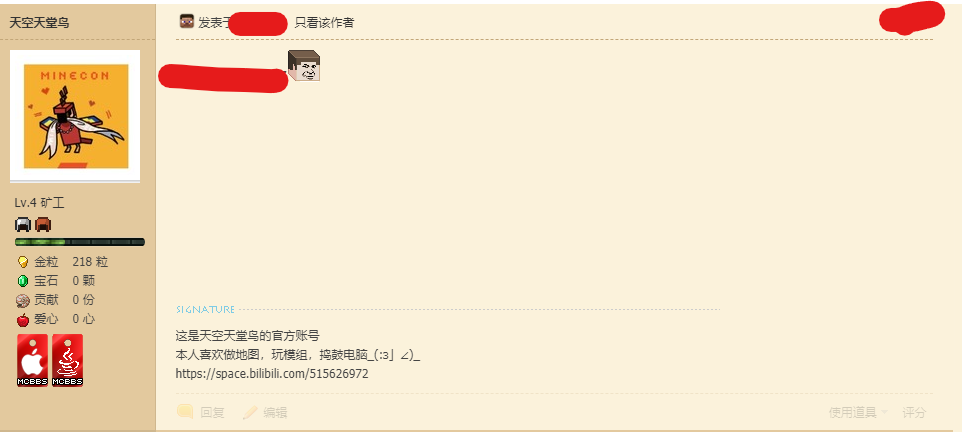 天空天堂鸟
发表于
只看该作者
MINECON
Lv.4 矿工
金粒 218 粒
宝石 0 颗
贡献 0 份
爱心 0 心
MCBBS MCBBS
SIGNATURE
这是天空天堂鸟的官方账号
本人喜欢做地图，玩模组，捣鼓电脑_(:з」∠)_
https://space.bilibili.com/515626972
回复 编辑 使用道具 评分